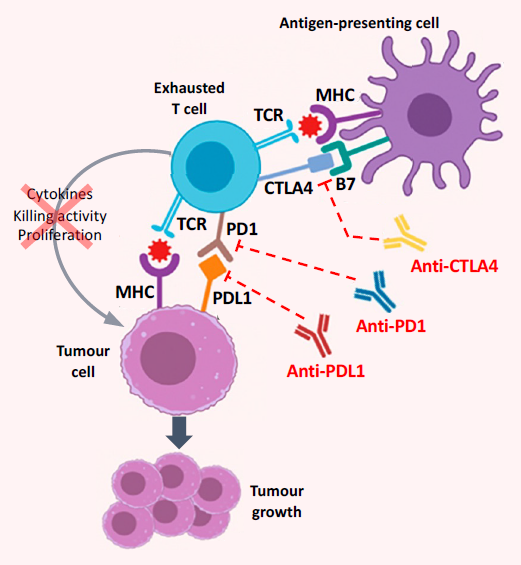 Antigen-presenting cell
Exhausted
T cell
MHC
TCR
CTLA4
B7
Cytokines
Killing activity
Proliferation
TCR
PD1
Anti-CTLA4
MHC
PDL1
Anti-PD1
Tumour
cell
Anti-PDL1
Tumour
growth